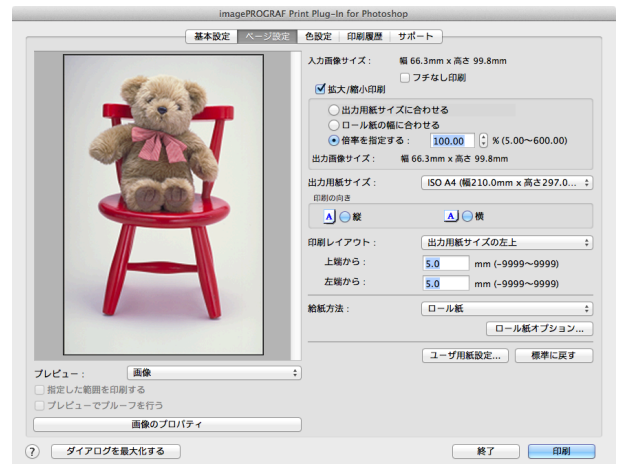 imagePROGRAF Print Plug-In for Photoshop
基本設定 ページ設定 色設定 印刷履歴 サポート
入力画像サイズ： 幅 66.3mm x 高さ 99.8mm
フチなし印刷
拡大/縮小印刷
出力用紙サイズに合わせる
ロール紙の幅に合わせる
倍率を指定する： 100.00 % (5.00〜600.00)
出力画像サイズ： 幅 66.3mm x 高さ 99.8mm
出力用紙サイズ： ISO A4 (幅210.0mm x 高さ297.0...
印刷の向き
A 縦 A 横
印刷レイアウト： 出力用紙サイズの左上
上端から： 5.0 mm (-9999〜9999)
左端から： 5.0 mm (-9999〜9999)
給紙方法： ロール紙
ロール紙オプション...
ユーザ用紙設定... 標準に戻す
プレビュー： 画像
指定した範囲を印刷する
プレビューでプルーフを行う
画像のプロパティ
? ダイアログを最大化する 終了 印刷